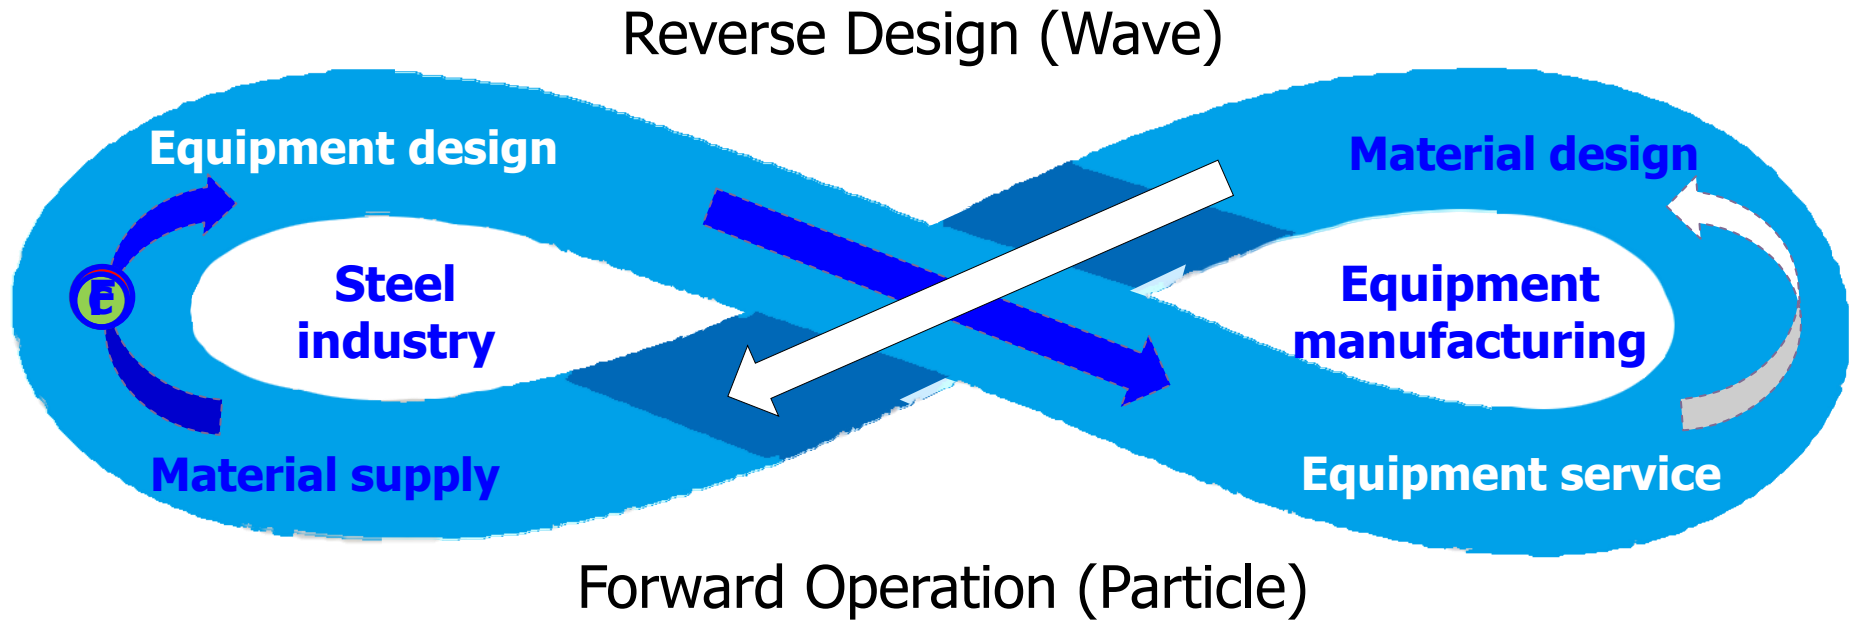 Reverse Design (Wave)
Equipment design
Material design
Steel
industry
Equipment
manufacturing
Material supply
Equipment service
Forward Operation (Particle)